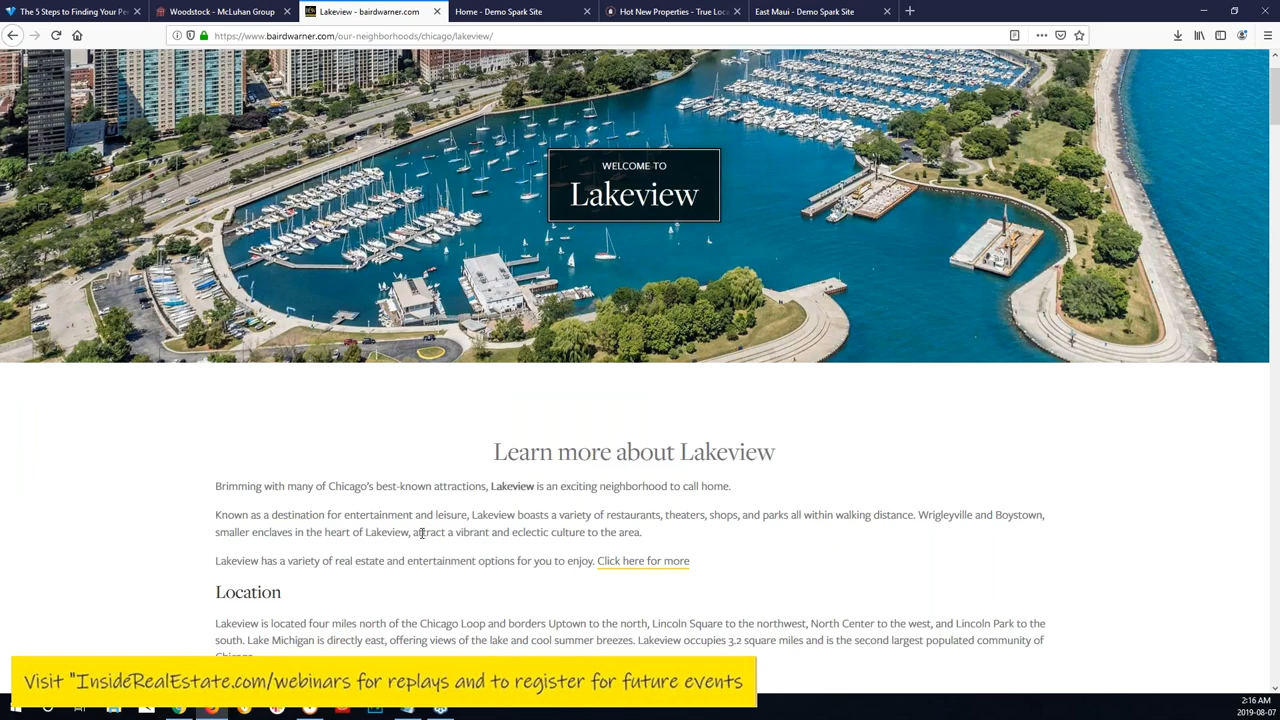 The 5 Steps to Finding Your Pe
Woodstock - McLuhan Group
Lakeview - bairdwarner.com
Home - Demo Spark Site
Hot New Properties - True Loc
East Maui - Demo Spark Site
https://www.bairdwarner.com/our-neighborhoods/chicago/lakeview/
WELCOME TO
Lakeview
Learn more about Lakeview
Brimming with many of Chicago's best-known attractions, Lakeview is an exciting neighborhood to call home.
Known as a destination for entertainment and leisure, Lakeview boasts a variety of restaurants, theaters, shops, and parks all within walking distance. Wrigleyville and Boystown,
smaller enclaves in the heart of Lakeview, attract a vibrant and eclectic culture to the area.
Lakeview has a variety of real estate and entertainment options for you to enjoy. Click here for more
Location
Lakeview is located four miles north of the Chicago Loop and borders Uptown to the north, Lincoln Square to the northwest, North Center to the west, and Lincoln Park to the
south. Lake Michigan is directly east, offering views of the lake and cool summer breezes. Lakeview occupies 3.2 square miles and is the second largest populated community of
Visit "InsideRealEstate.com/webinars for replays and to register for future events
2:16 AM
2019-08-07